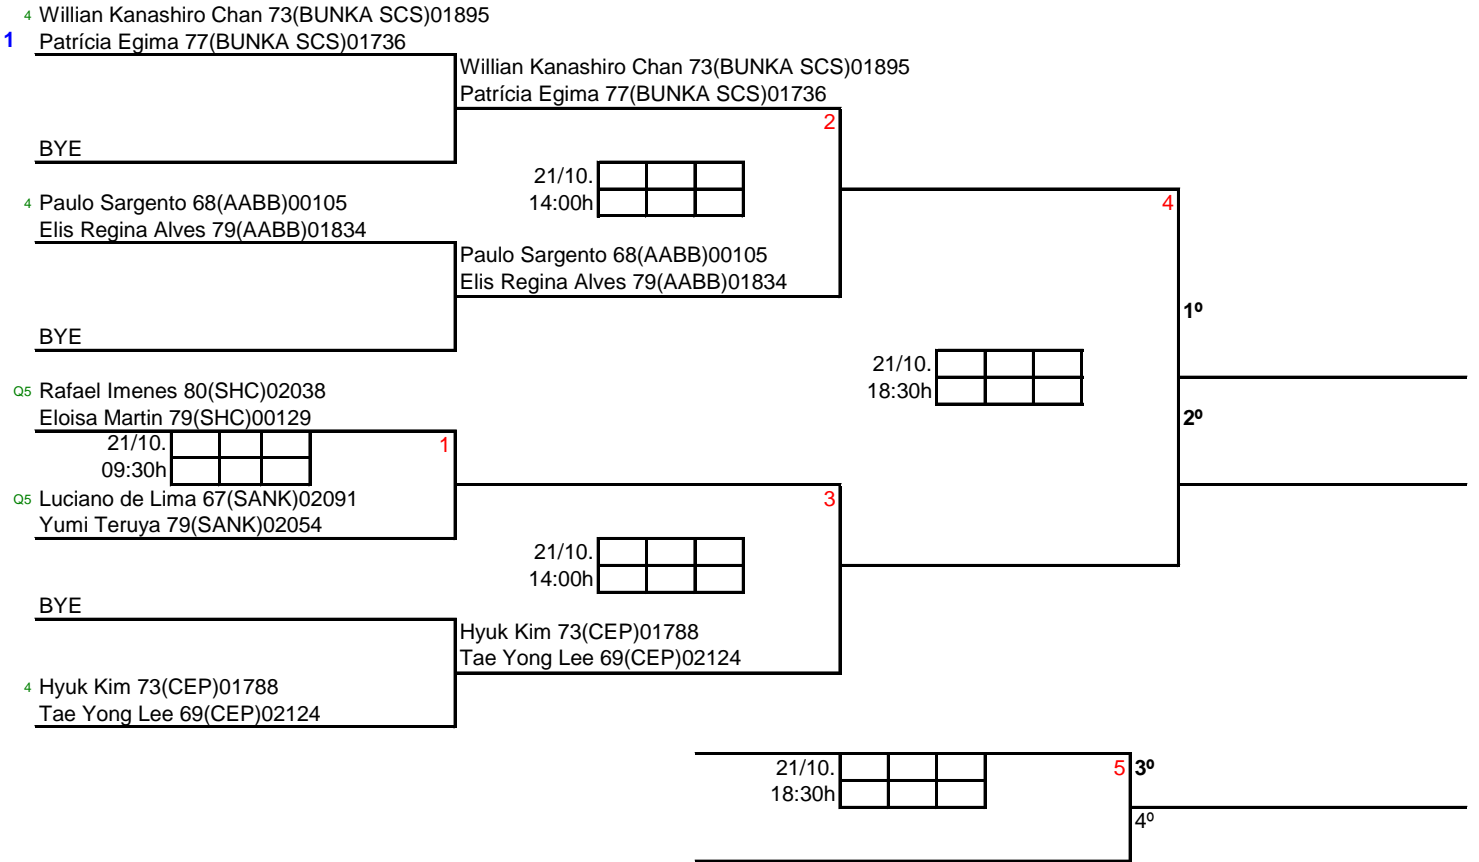 4 Willian Kanashiro Chan 73(BUNKA SCS)01895
1 Patrícia Egima 77(BUNKA SCS)01736
Willian Kanashiro Chan 73(BUNKA SCS)01895
Patrícia Egima 77(BUNKA SCS)01736
2
BYE
21/10.
14:00h
4 Paulo Sargento 68(AABB)00105
Elis Regina Alves 79(AABB)01834
4
Paulo Sargento 68(AABB)00105
Elis Regina Alves 79(AABB)01834
1º
BYE
21/10.
18:30h
Q5 Rafael Imenes 80(SHC)02038
Eloisa Martin 79(SHC)00129
2º
21/10.
09:30h
1
Q5 Luciano de Lima 67(SANK)02091
Yumi Teruya 79(SANK)02054
3
21/10.
14:00h
BYE
Hyuk Kim 73(CEP)01788
Tae Yong Lee 69(CEP)02124
4 Hyuk Kim 73(CEP)01788
Tae Yong Lee 69(CEP)02124
21/10.
18:30h
5 3º
4º